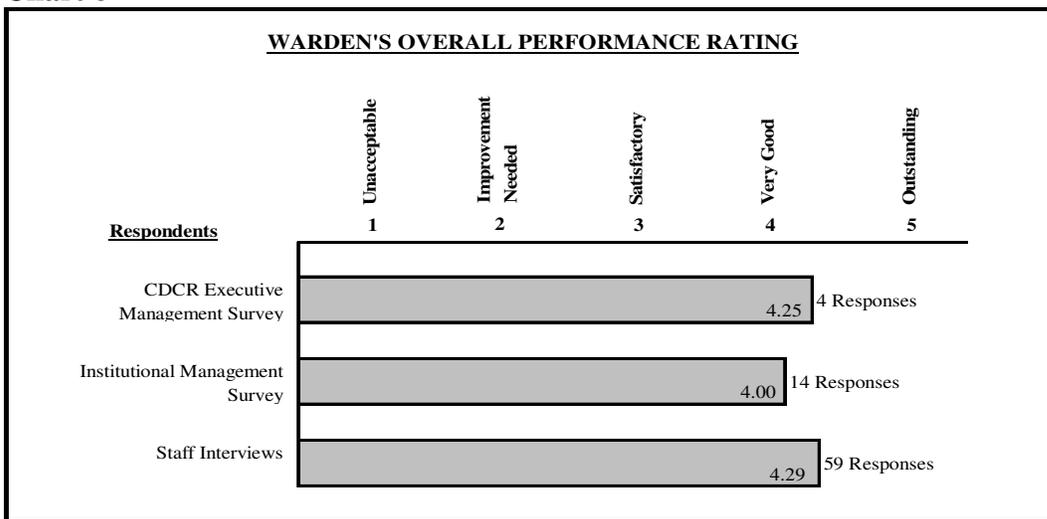 WARDEN'S OVERALL PERFORMANCE RATING
Unacceptable
Improvement
Needed
Satisfactory
Very Good
Outstanding
Respondents
1
2
3
4
5
CDCR Executive
Management Survey
4.25
4 Responses
Institutional Management
Survey
4.00
14 Responses
Staff Interviews
4.29
59 Responses